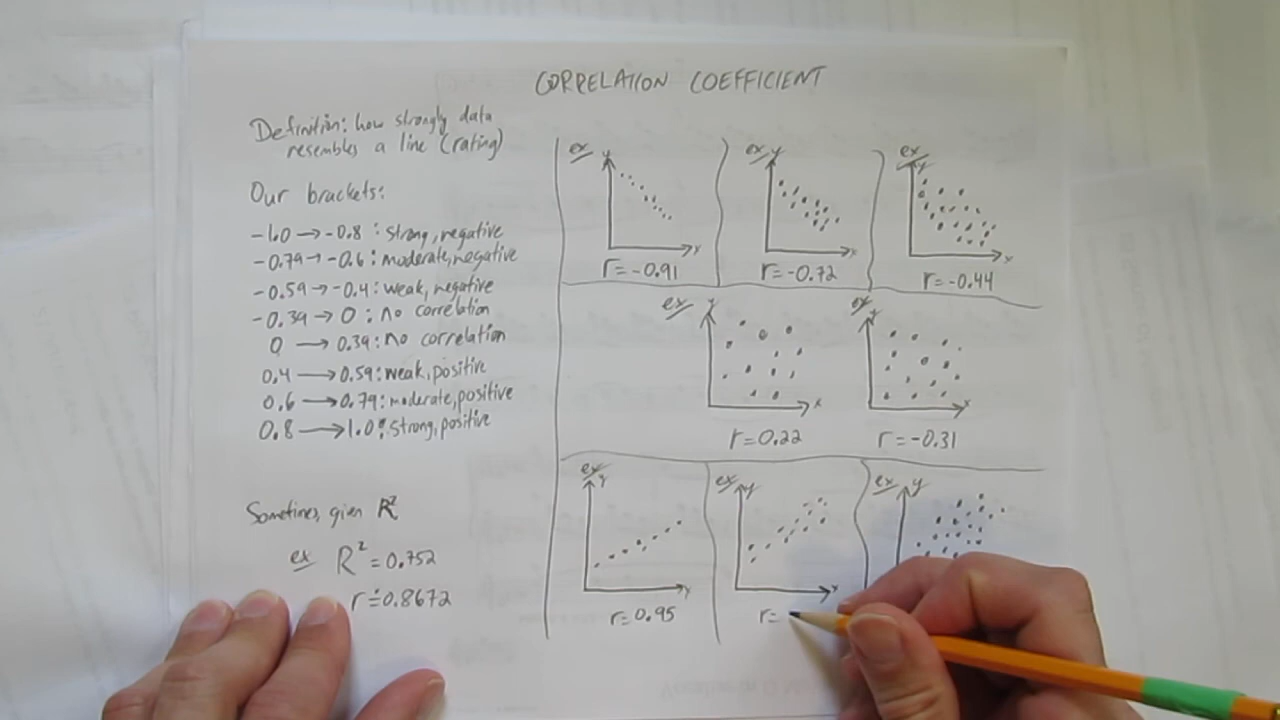 CORRELATION COEFFICIENT
Definition: how strongly data
resembles a line (rating)
Our brackets:
-1.0 → -0.8 : strong, negative
-0.79 → -0.6 : moderate, negative
-0.59 → -0.4 : weak, negative
-0.39 → 0 : no correlation
0 → 0.39 : no correlation
0.4 → 0.59 : weak, positive
0.6 → 0.79 : moderate, positive
0.8 → 1.0 : strong, positive
Sometimes, given R²
ex R² = 0.752
r ≐ 0.8672
ex y
x
r = -0.91
ex y
x
r = -0.72
ex y
x
r = -0.44
ex y
x
r = 0.22
ex y
x
r = -0.31
ex y
r = 0.95
ex y
x
r =
ex y